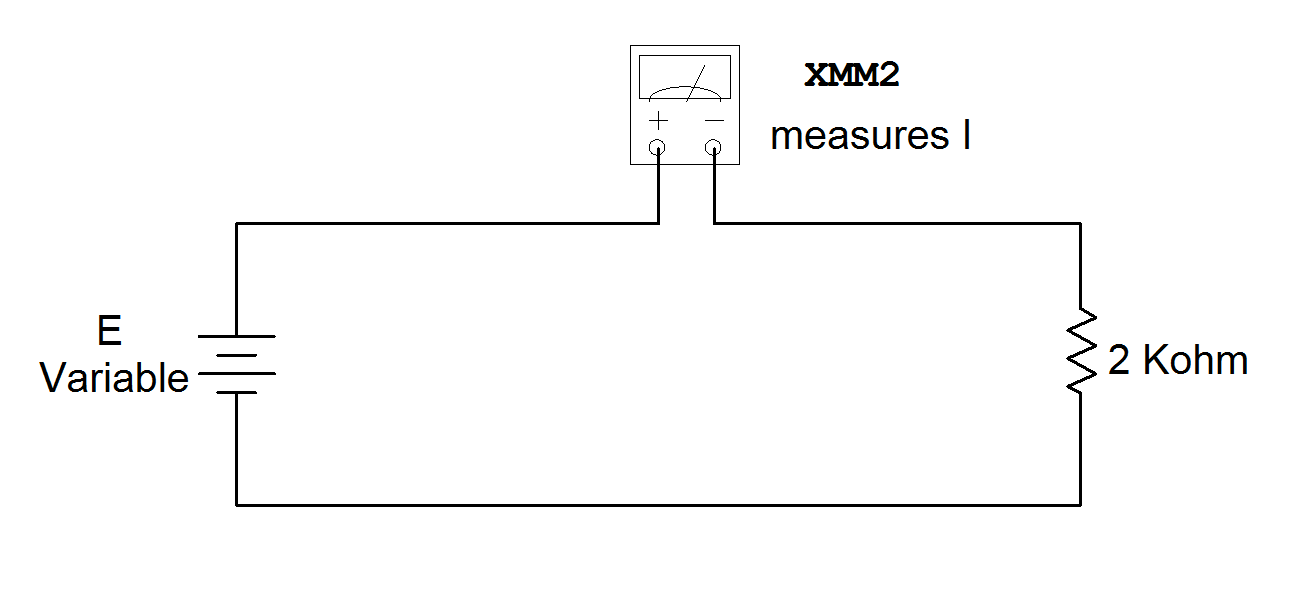 XMM2
measures I
+ −
E
Variable
2 Kohm